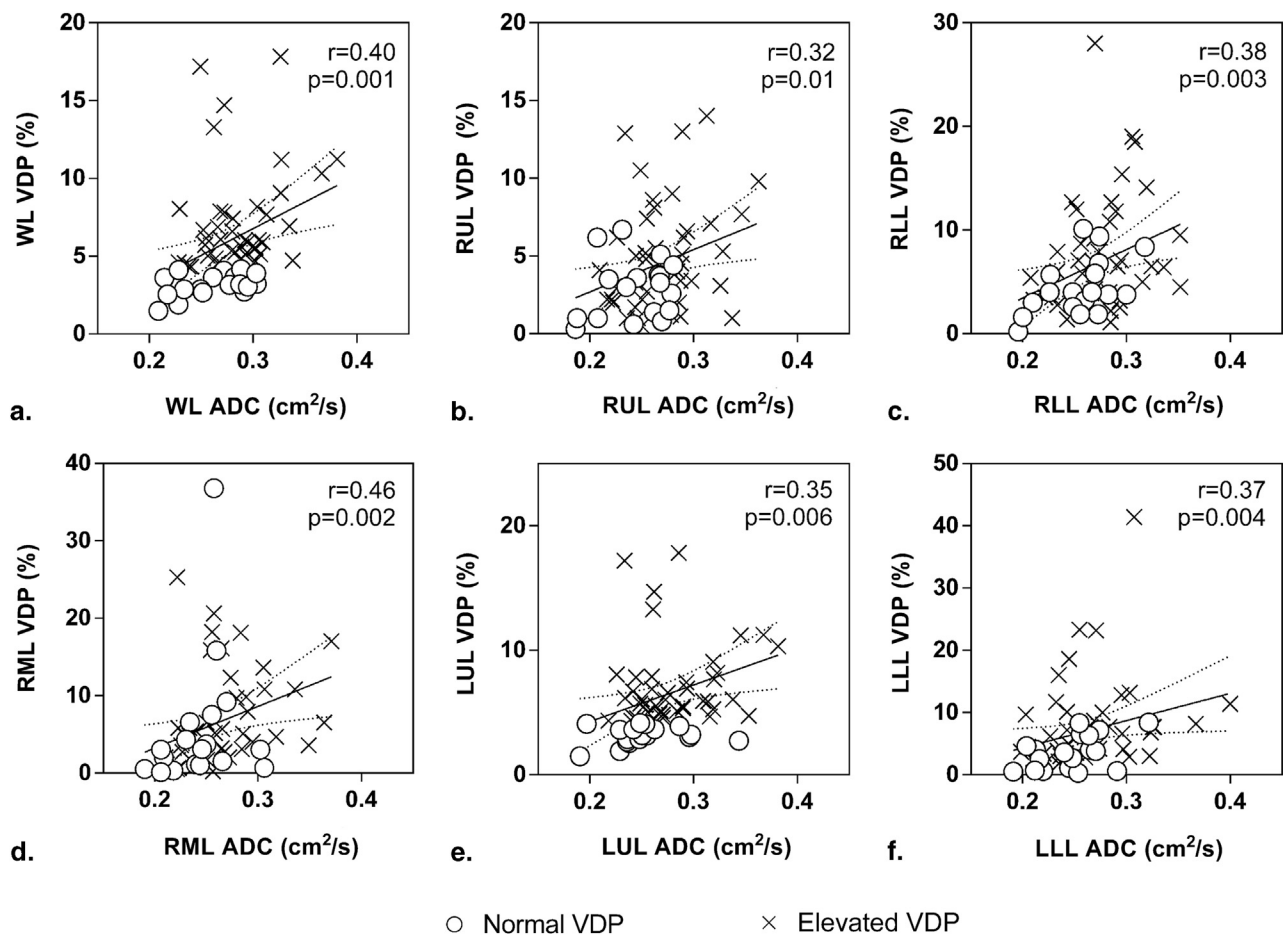 20
15
10
5
0
WL VDP (%)
r=0.40
p=0.001
0.2
0.3
0.4
a.
WL ADC (cm²/s)
20
15
10
5
0
RUL VDP (%)
r=0.32
p=0.01
0.2
0.3
0.4
b.
RUL ADC (cm²/s)
30
20
10
0
RLL VDP (%)
r=0.38
p=0.003
0.2
0.3
0.4
c.
RLL ADC (cm²/s)
40
30
20
10
0
RML VDP (%)
r=0.46
p=0.002
0.2
0.3
0.4
d.
RML ADC (cm²/s)
20
10
0
LUL VDP (%)
r=0.35
p=0.006
0.2
0.3
0.4
e.
LUL ADC (cm²/s)
50
40
30
20
10
0
LLL VDP (%)
r=0.37
p=0.004
0.2
0.3
0.4
f.
LLL ADC (cm²/s)
Normal VDP
Elevated VDP